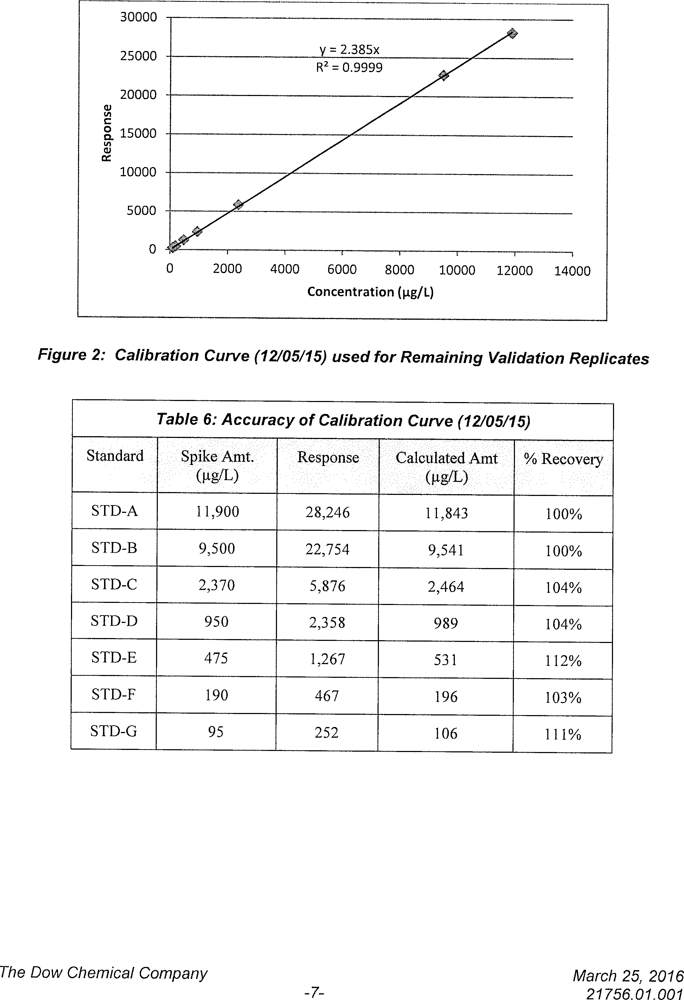 30000
25000
20000
15000
10000
5000
0
Response
y = 2.385x
R² = 0.9999
0 2000 4000 6000 8000 10000 12000 14000
Concentration (µg/L)
Figure 2: Calibration Curve (12/05/15) used for Remaining Validation Replicates
Table 6: Accuracy of Calibration Curve (12/05/15)
Standard Spike Amt. (µg/L) Response Calculated Amt (µg/L) % Recovery
STD-A 11,900 28,246 11,843 100%
STD-B 9,500 22,754 9,541 100%
STD-C 2,370 5,876 2,464 104%
STD-D 950 2,358 989 104%
STD-E 475 1,267 531 112%
STD-F 190 467 196 103%
STD-G 95 252 106 111%
The Dow Chemical Company
March 25, 2016
-7-
21756.01.001